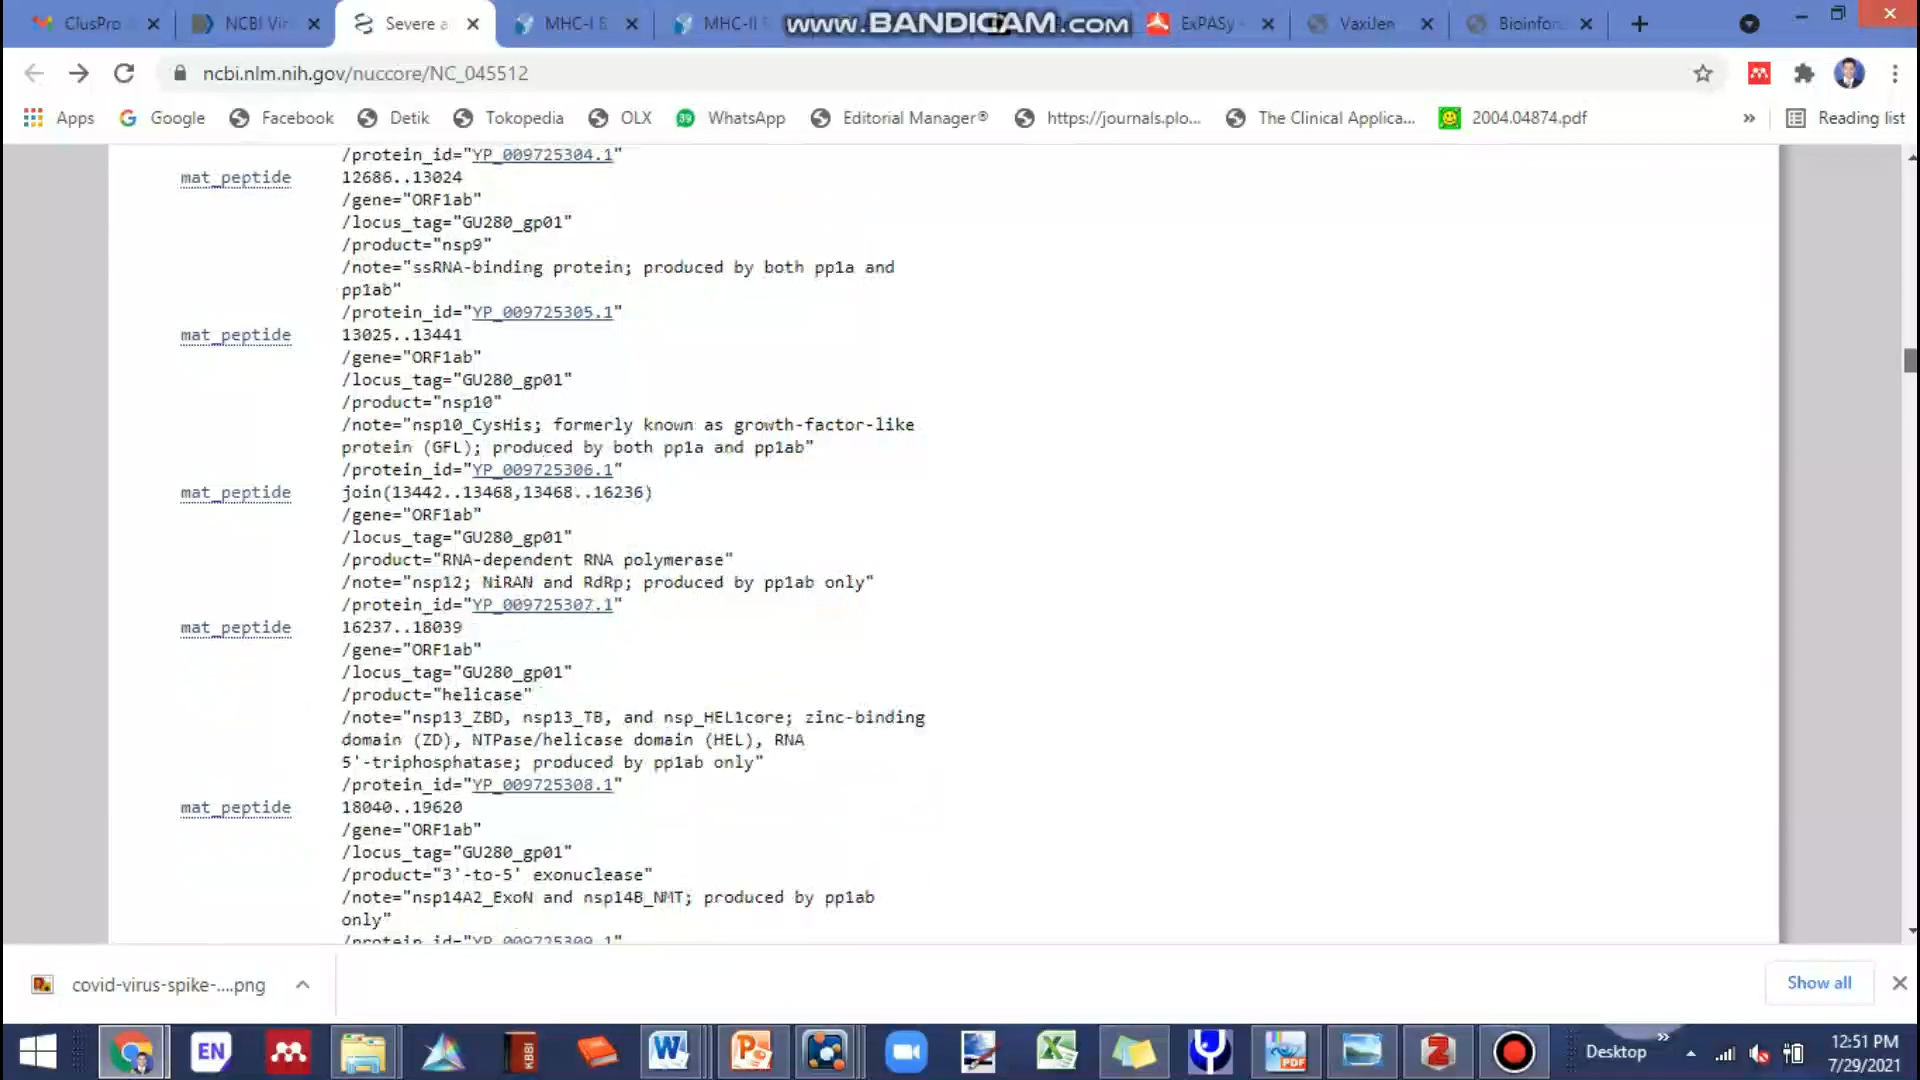 ClusPro
NCBI Vir
Severe a
MHC-I
MHC-II
www.BANDICAM.com
ExPASy
VaxiJen
Bioinfor
ncbi.nlm.nih.gov/nuccore/NC_045512
Apps
Google
Facebook
Detik
Tokopedia
OLX
39
WhatsApp
Editorial Manager®
https://journals.plo...
The Clinical Applica...
2004.04874.pdf
»
Reading list
/protein_id="YP_009725304.1"
mat_peptide 12686..13024
/gene="ORF1ab"
/locus_tag="GU280_gp01"
/product="nsp9"
/note="ssRNA-binding protein; produced by both pp1a and
pp1ab"
/protein_id="YP_009725305.1"
mat_peptide 13025..13441
/gene="ORF1ab"
/locus_tag="GU280_gp01"
/product="nsp10"
/note="nsp10_CysHis; formerly known as growth-factor-like
protein (GFL); produced by both pp1a and pp1ab"
/protein_id="YP_009725306.1"
mat_peptide join(13442..13468,13468..16236)
/gene="ORF1ab"
/locus_tag="GU280_gp01"
/product="RNA-dependent RNA polymerase"
/note="nsp12; NiRAN and RdRp; produced by pp1ab only"
/protein_id="YP_009725307.1"
mat_peptide 16237..18039
/gene="ORF1ab"
/locus_tag="GU280_gp01"
/product="helicase"
/note="nsp13_ZBD, nsp13_TB, and nsp_HEL1core; zinc-binding
domain (ZD), NTPase/helicase domain (HEL), RNA
5'-triphosphatase; produced by pp1ab only"
/protein_id="YP_009725308.1"
mat_peptide 18040..19620
/gene="ORF1ab"
/locus_tag="GU280_gp01"
/product="3'-to-5' exonuclease"
/note="nsp14A2_ExoN and nsp14B_NMT; produced by pp1ab
only"
/protein_id="YP_009725309.1"
covid-virus-spike-....png
Show all
EN
KBBI
PDF
Desktop
»
12:51 PM
7/29/2021